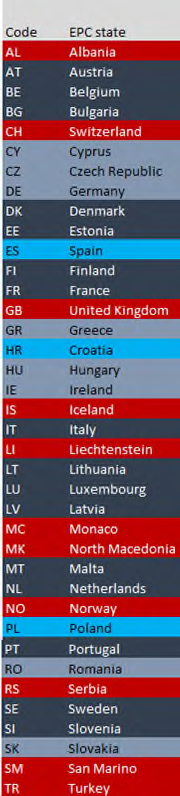 Code EPC state
AL Albania
AT Austria
BE Belgium
BG Bulgaria
CH Switzerland
CY Cyprus
CZ Czech Republic
DE Germany
DK Denmark
EE Estonia
ES Spain
FI Finland
FR France
GB United Kingdom
GR Greece
HR Croatia
HU Hungary
IE Ireland
IS Iceland
IT Italy
LI Liechtenstein
LT Lithuania
LU Luxembourg
LV Latvia
MC Monaco
MK North Macedonia
MT Malta
NL Netherlands
NO Norway
PL Poland
PT Portugal
RO Romania
RS Serbia
SE Sweden
SI Slovenia
SK Slovakia
SM San Marino
TR Turkey